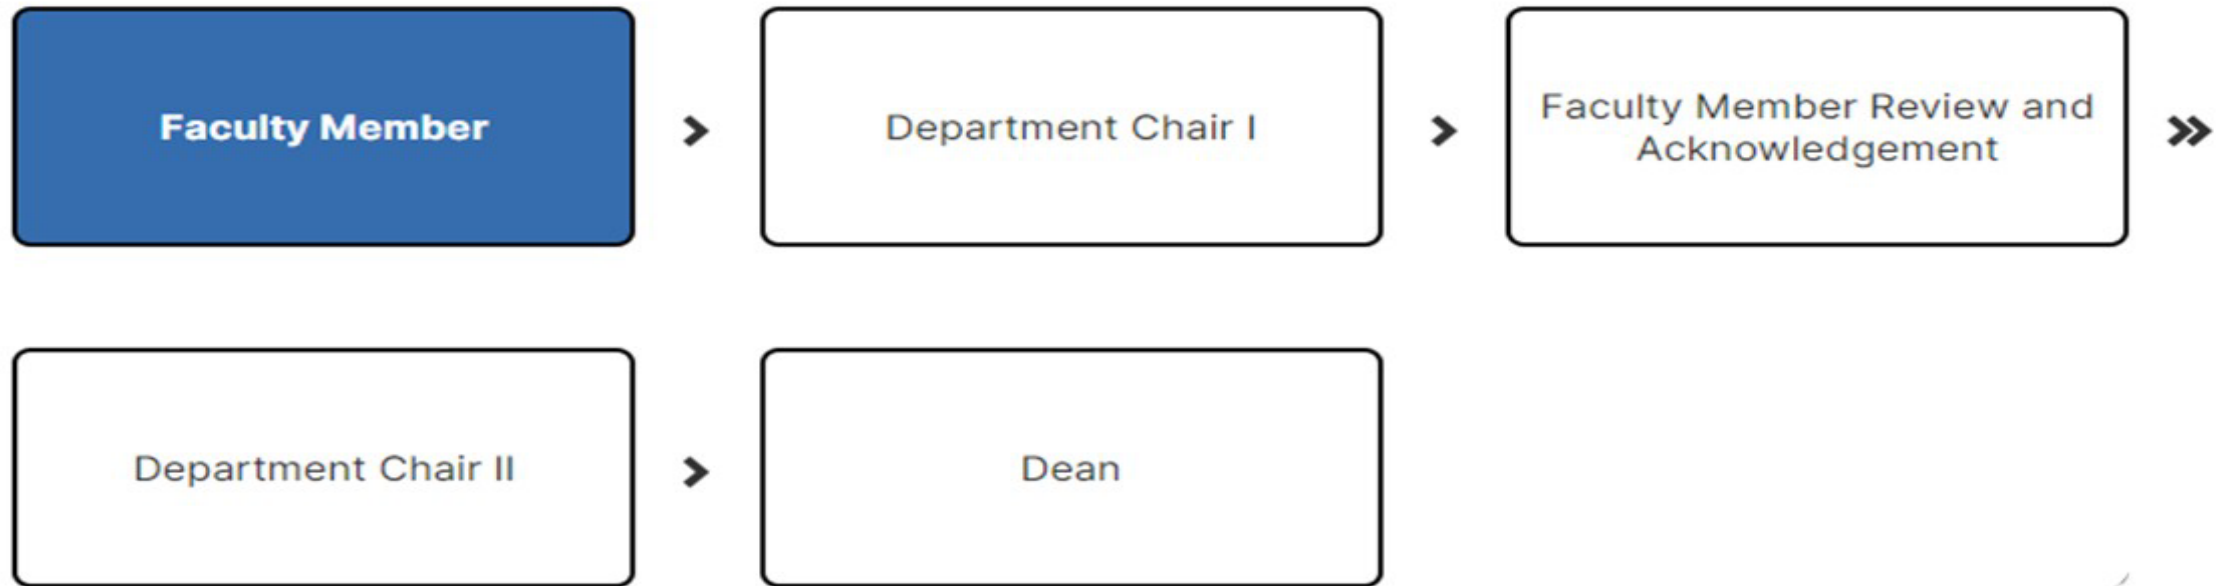 Faculty Member
Department Chair I
Faculty Member Review and
Acknowledgement
Department Chair II
Dean